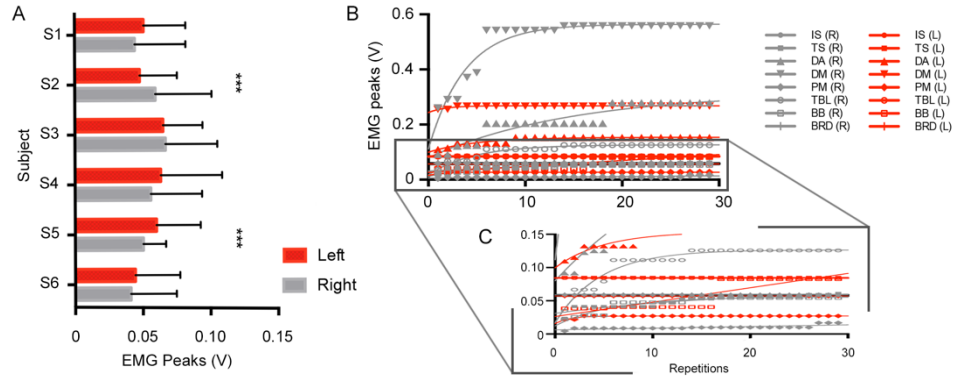 A
S1
S2
S3
S4
S5
S6
Subject
***
***
Left
Right
0 0.05 0.10 0.15
EMG Peaks (V)
B
EMG peaks (V)
0.6
0.4
0.2
0
0 10 20 30
IS (R) IS (L)
TS (R) TS (L)
DA (R) DA (L)
DM (R) DM (L)
PM (R) PM (L)
TBL (R) TBL (L)
BB (R) BB (L)
BRD (R) BRD (L)
C
0.15
0.10
0.05
0
0 10 20 30
Repetitions